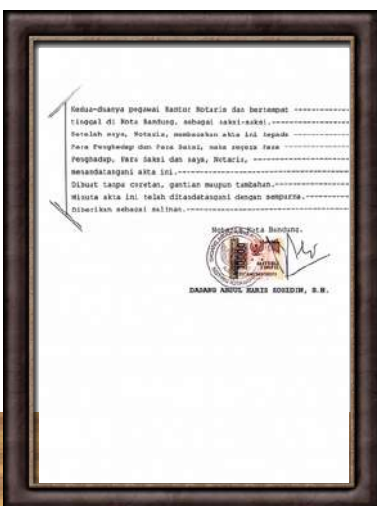 Kedua-duanya pegawai Kantor Notaris dan bertempat ------------
tinggal di Kota Bandung, sebagai saksi-saksi.----------------
Setelah saya, Notaris, membacakan akta ini kepada ------------
Para Penghadap dan Para Saksi, maka segera Para --------------
Penghadap, Para Saksi dan saya, Notaris, ---------------
menandatangani akta ini.-------------------------------
Dibuat tanpa coretan, gantian maupun tambahan.--------------
Minuta akta ini telah ditandatangani dengan sempurna.---------
Diberikan sebagai salinan.-------------------------------
Notaris Kota Bandung.
DADANG ABDUL HARIS ROSIDIN, S.H.